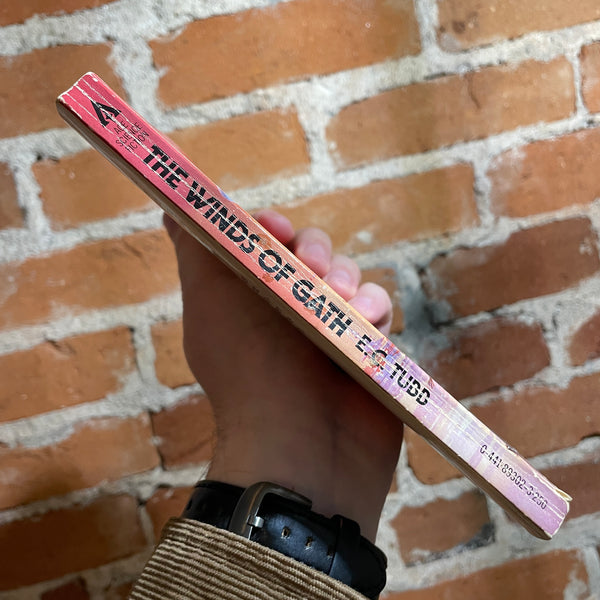 THE WINDS OF GATH E.C. TUBB
0-441-89302-3:250